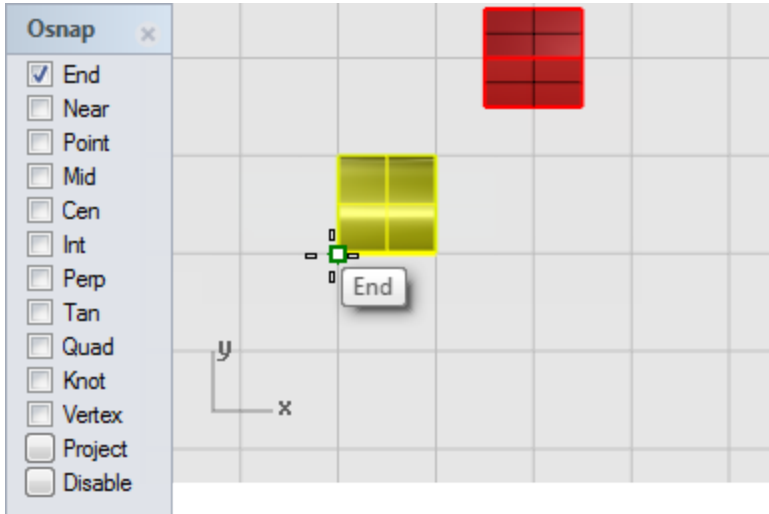 Osnap
End
Near
Point
Mid
Cen
Int
Perp
Tan
Quad
Knot
Vertex
Project
Disable
End
y
x